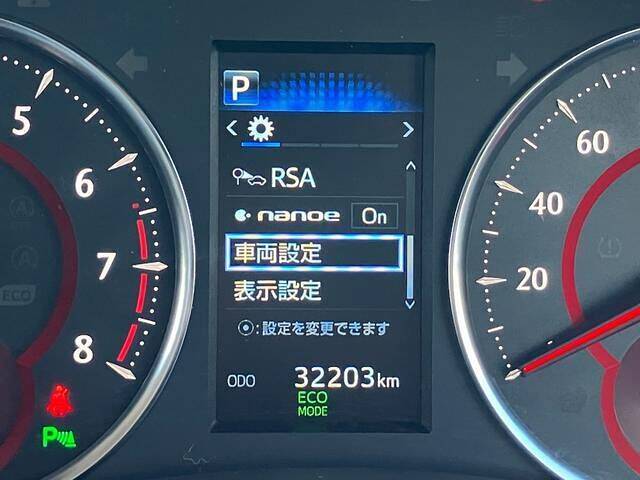 P
RSA
nanoe On
車両設定
表示設定
:設定を変更できます
ODO 32203km
ECO
MODE
5
6
7
8
ECO
P
60
40
20